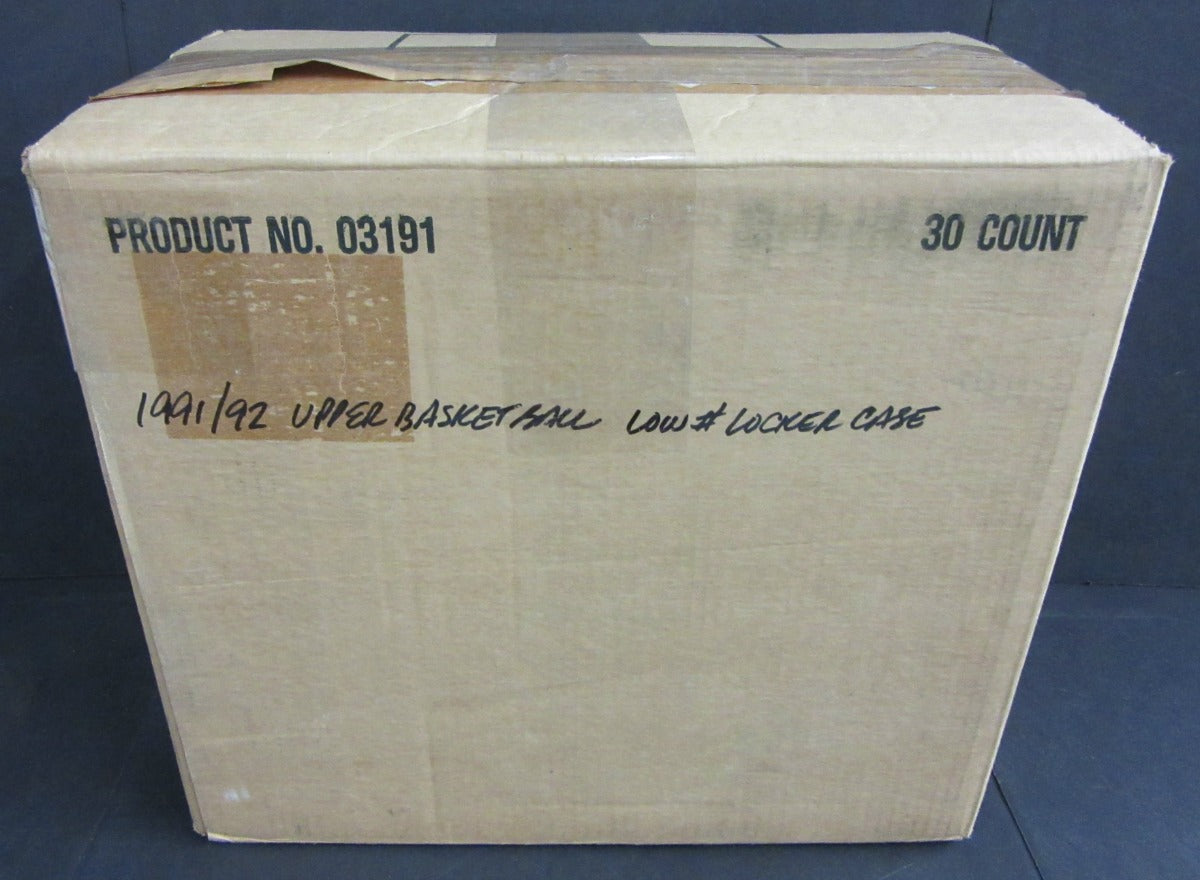 PRODUCT NO. 03191 30 COUNT
1991/92 UPPER BASKETBALL LOW# LOCKER CASE